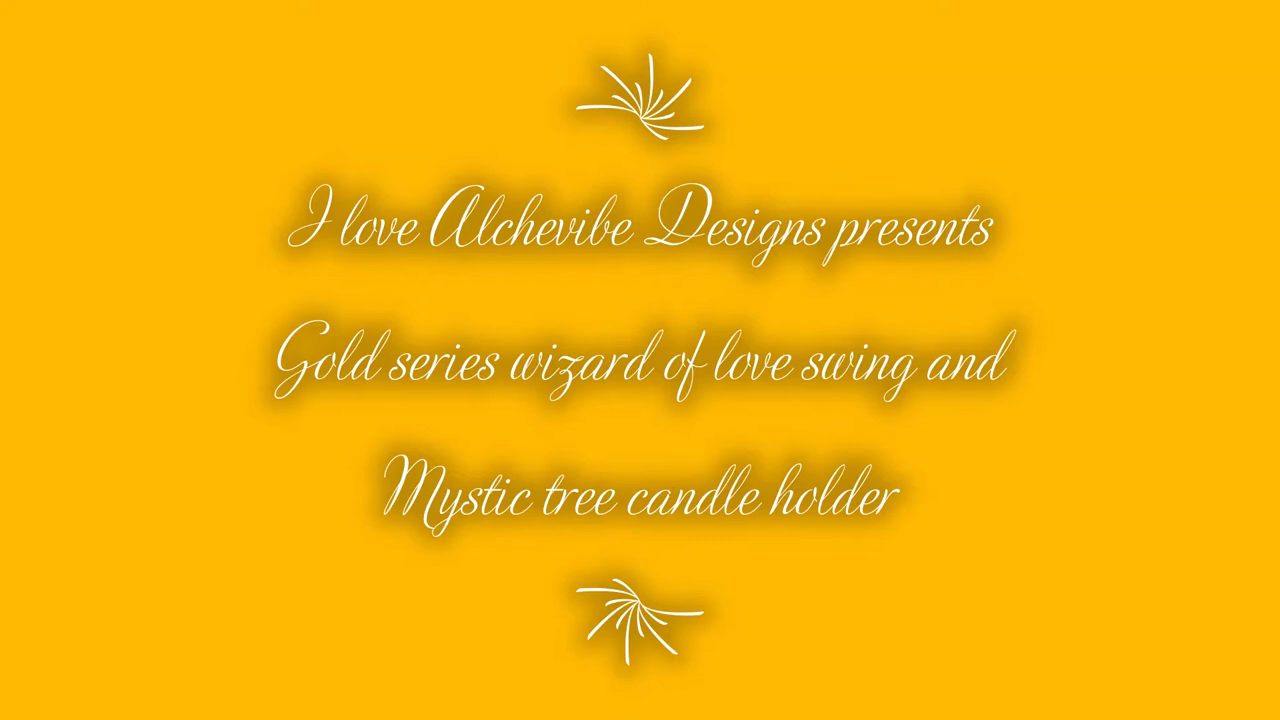 I love Alchevibe Designs presents
Gold series wizard of love swing and
Mystic tree candle holder